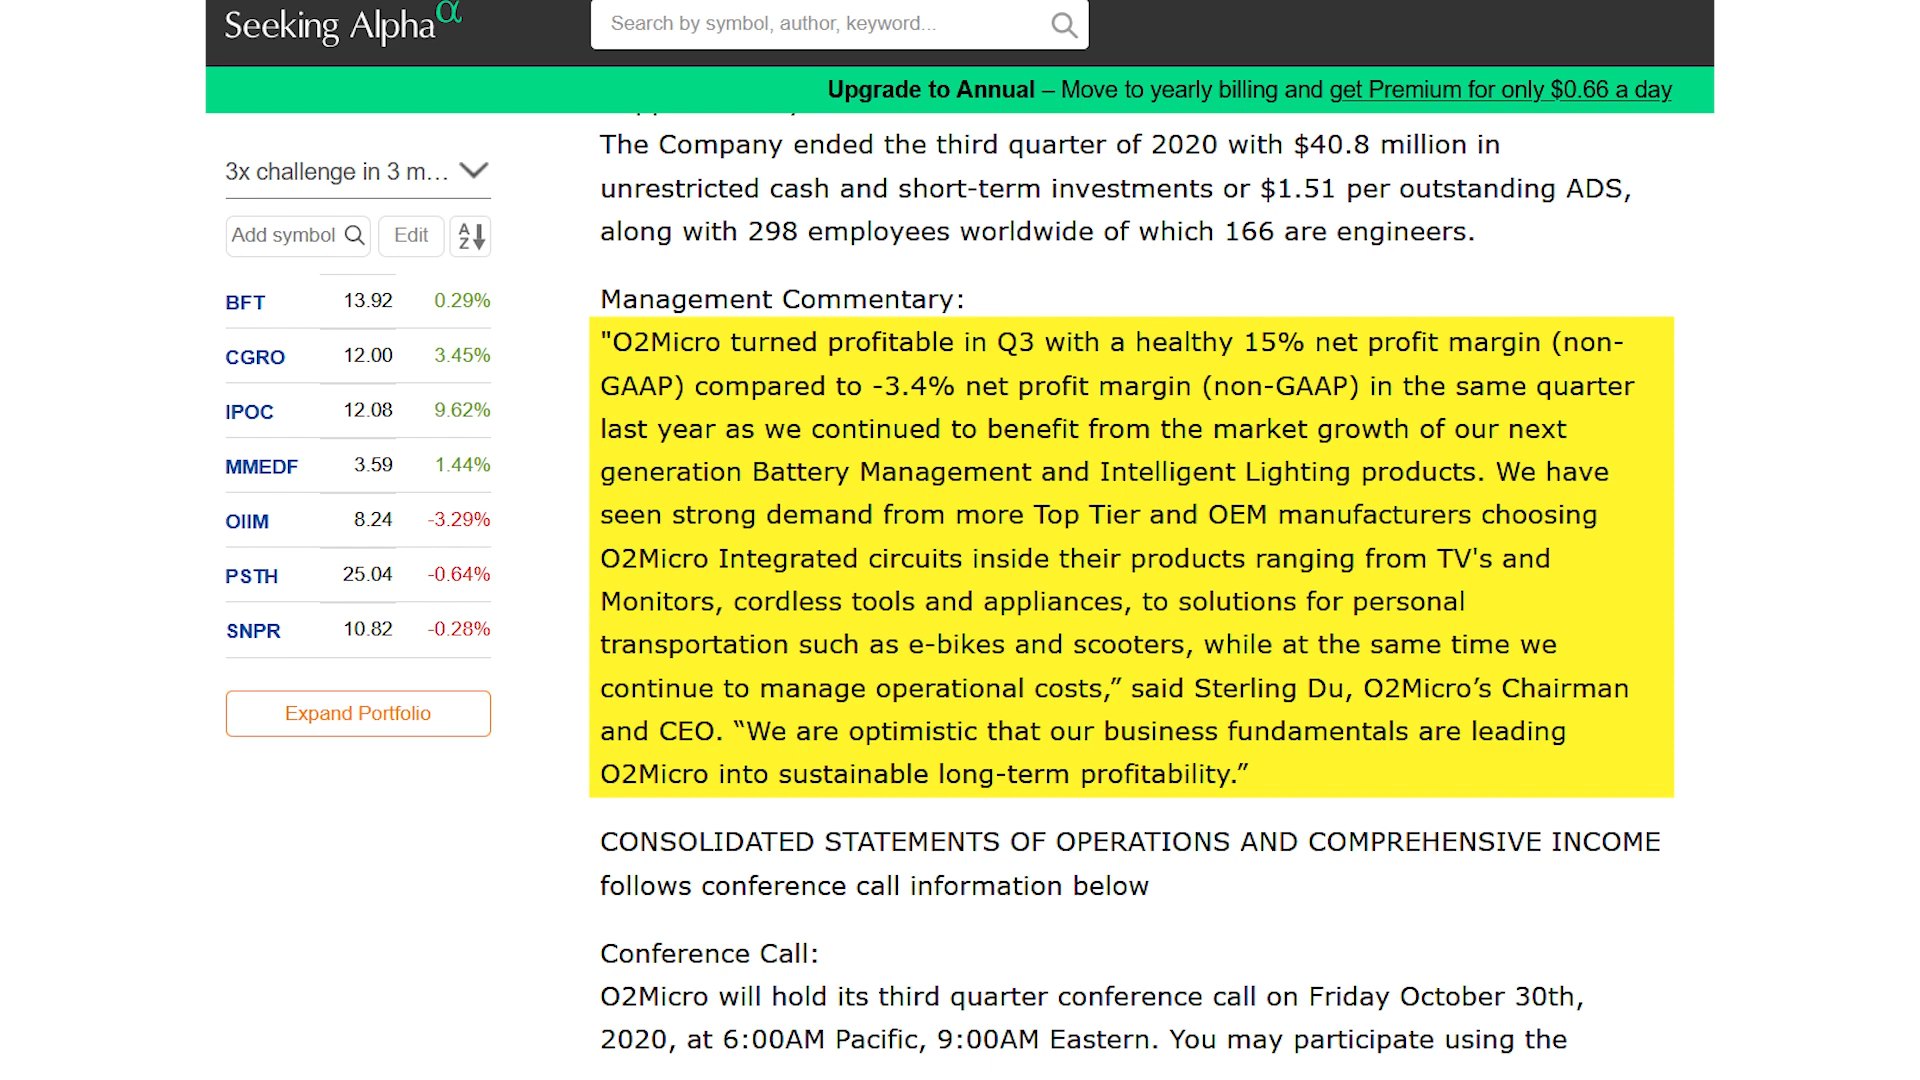 Seeking Alpha α
Search by symbol, author, keyword...
Upgrade to Annual – Move to yearly billing and get Premium for only $0.66 a day
3x challenge in 3 m...
Add symbol
Edit
A
Z
BFT 13.92 0.29%
CGRO 12.00 3.45%
IPOC 12.08 9.62%
MMEDF 3.59 1.44%
OIIM 8.24 -3.29%
PSTH 25.04 -0.64%
SNPR 10.82 -0.28%
Expand Portfolio
The Company ended the third quarter of 2020 with $40.8 million in
unrestricted cash and short-term investments or $1.51 per outstanding ADS,
along with 298 employees worldwide of which 166 are engineers.
Management Commentary:
"O2Micro turned profitable in Q3 with a healthy 15% net profit margin (non-
GAAP) compared to -3.4% net profit margin (non-GAAP) in the same quarter
last year as we continued to benefit from the market growth of our next
generation Battery Management and Intelligent Lighting products. We have
seen strong demand from more Top Tier and OEM manufacturers choosing
O2Micro Integrated circuits inside their products ranging from TV's and
Monitors, cordless tools and appliances, to solutions for personal
transportation such as e-bikes and scooters, while at the same time we
continue to manage operational costs,” said Sterling Du, O2Micro’s Chairman
and CEO. “We are optimistic that our business fundamentals are leading
O2Micro into sustainable long-term profitability.”
CONSOLIDATED STATEMENTS OF OPERATIONS AND COMPREHENSIVE INCOME
follows conference call information below
Conference Call:
O2Micro will hold its third quarter conference call on Friday October 30th,
2020, at 6:00AM Pacific, 9:00AM Eastern. You may participate using the